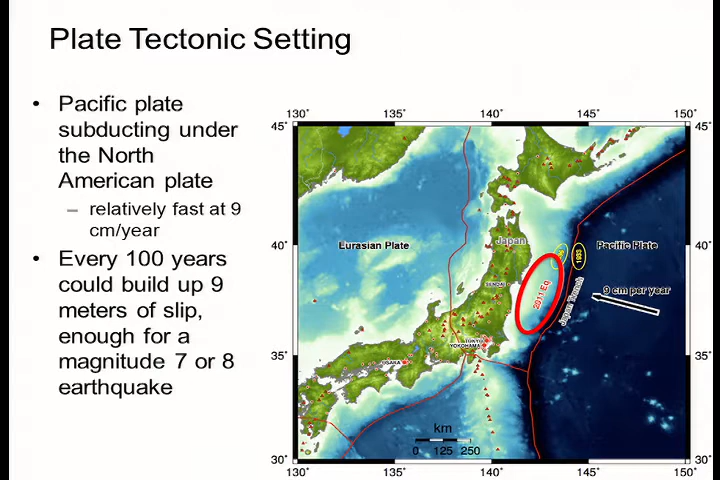 Plate Tectonic Setting
• Pacific plate
subducting under
the North
American plate
– relatively fast at 9
cm/year
• Every 100 years
could build up 9
meters of slip,
enough for a
magnitude 7 or 8
earthquake
130° 135° 140° 145° 150°
45° 45°
40° 40°
35° 35°
30° 30°
130° 135° 140° 145° 150°
Eurasian Plate
Japan
Pacific Plate
1933
SENDAI
2011 Eq
Japan Trench
9 cm per year
TOKYO
YOKOHAMA
OSAKA
km
0 125 250